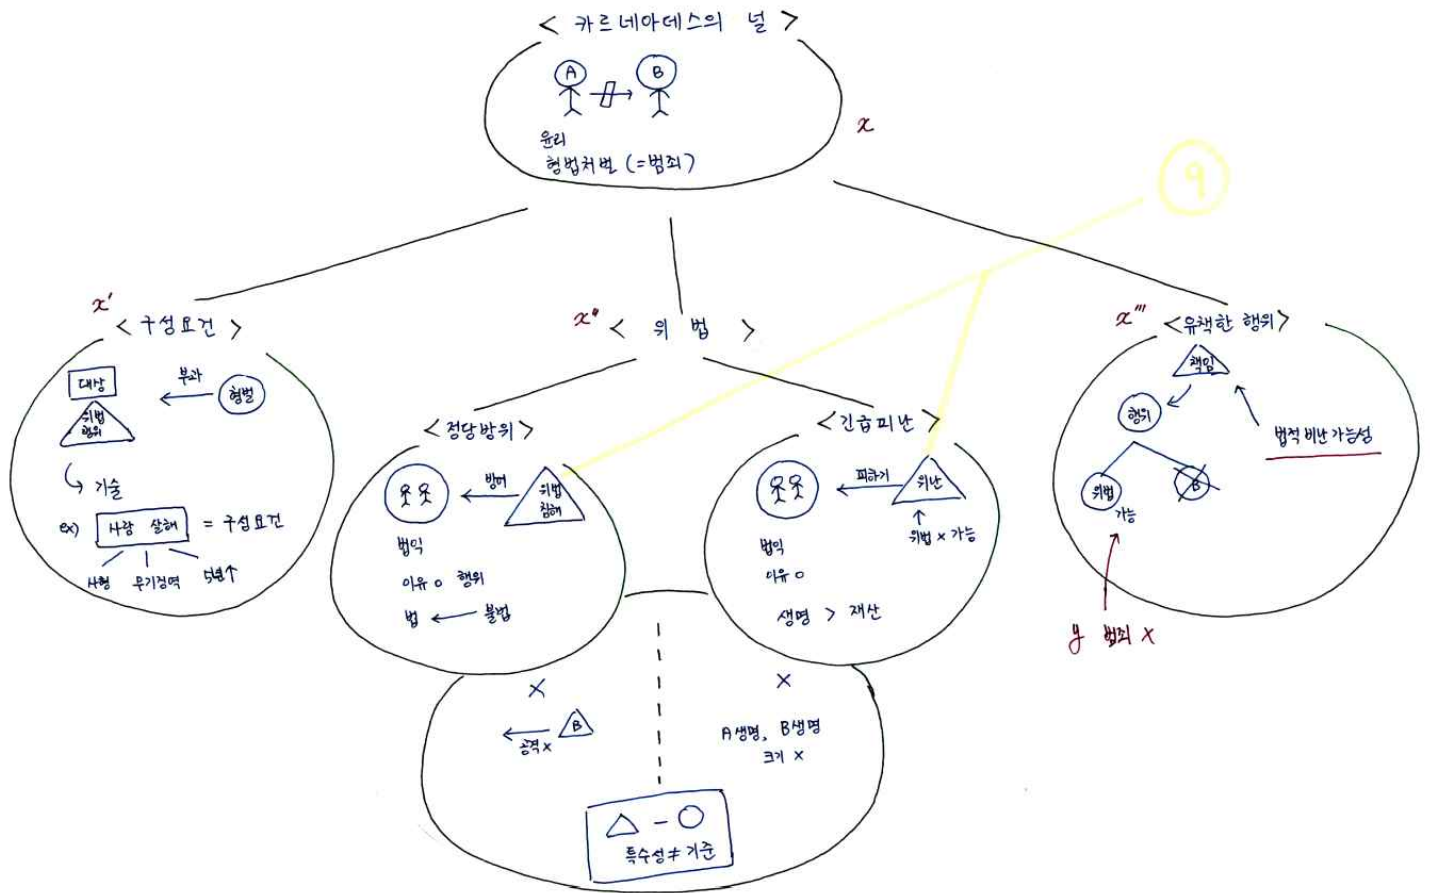 < 카르네아데스의 널 >
A B
윤리
형법처벌 (=범죄)
x
9
x'
< 구성요건 >
대상
부과
형벌
위법
행위
기술
ex) 사람 살해 = 구성요건
사형 무기징역 5년↑
x"
< 위 법 >
<정당방위>
방어
위법
침해
법익
이유 o 행위
법 ← 불법
<긴급피난>
피하기
위난
위법 x 가능
법익
이유 o
생명 > 재산
x
← B
공격 x
x
A생명, B생명
크기 x
△ - ○
특수성 ≠ 기준
x'''
<유책한 행위>
책임
행위
법적 비난 가능성
위법
가능
B
y 범죄 x